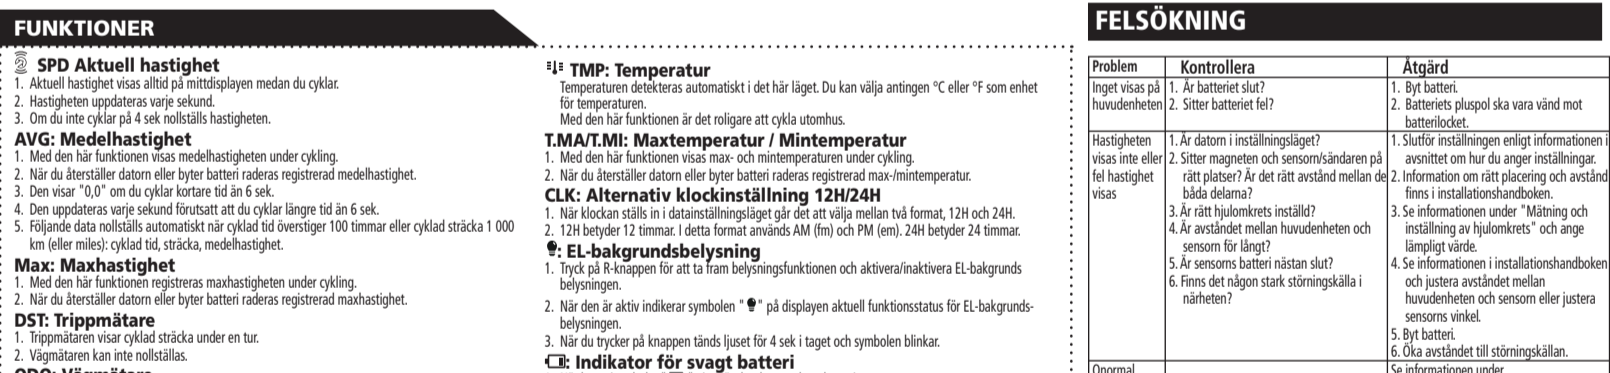 FUNKTIONER
SPD Aktuell hastighet
1. Aktuell hastighet visas alltid på mittdisplayen medan du cyklar.
2. Hastigheten uppdateras varje sekund.
3. Om du inte cyklar på 4 sek nollställs hastigheten.
AVG: Medelhastighet
1. Med den här funktionen visas medelhastigheten under cykling.
2. När du återställer datorn eller byter batteri raderas registrerad medelhastighet.
3. Den visar "0,0" om du cyklar kortare tid än 6 sek.
4. Den uppdateras varje sekund förutsatt att du cyklar längre tid än 6 sek.
5. Följande data nollställs automatiskt när cyklad tid överstiger 100 timmar eller cyklad sträcka 1 000
km (eller miles): cyklad tid, sträcka, medelhastighet.
Max: Maxhastighet
1. Med den här funktionen registreras maxhastigheten under cykling.
2. När du återställer datorn eller byter batteri raderas registrerad maxhastighet.
DST: Trippmätare
1. Trippmätaren visar cyklad sträcka under en tur.
2. Vägmätaren kan inte nollställas.
ODO: Vägmätare
TMP: Temperatur
Temperaturen detekteras automatiskt i det här läget. Du kan välja antingen °C eller °F som enhet
för temperaturen.
Med den här funktionen är det roligare att cykla utomhus.
T.MA/T.MI: Maxtemperatur / Mintemperatur
1. Med den här funktionen visas max- och mintemperaturen under cykling.
2. När du återställer datorn eller byter batteri raderas registrerad max-/mintemperatur.
CLK: Alternativ klockinställning 12H/24H
1. När klockan ställs in i datainställningsläget går det att välja mellan två format, 12H och 24H.
2. 12H betyder 12 timmar. I detta format används AM (fm) och PM (em). 24H betyder 24 timmar.
: EL-bakgrundsbelysning
1. Tryck på R-knappen för att ta fram belysningsfunktionen och aktivera/inaktivera EL-bakgrunds
belysningen.
2. När den är aktiv indikerar symbolen " " på displayen aktuell funktionsstatus för EL-bakgrunds-
belysningen.
3. När du trycker på knappen tänds ljuset för 4 sek i taget och symbolen blinkar.
: Indikator för svagt batteri
FELSÖKNING
Problem Kontrollera Åtgärd
Inget visas på
huvudenheten
1. Är batteriet slut?
2. Sitter batteriet fel?
1. Byt batteri.
2. Batteriets pluspol ska vara vänd mot
batterilocket.
Hastigheten
visas inte eller
fel hastighet
visas
1. Är datorn i inställningsläget?
2. Sitter magneten och sensorn/sändaren på
rätt platser? Är det rätt avstånd mellan de
båda delarna?
3. Är rätt hjulomkrets inställd?
4. Är avståndet mellan huvudenheten och
sensorn för långt?
5. Är sensorns batteri nästan slut?
6. Finns det någon stark störningskälla i
närheten?
1. Slutför inställningen enligt informationen i
avsnittet om hur du anger inställningar.
2. Information om rätt placering och avstånd
finns i installationshandboken.
3. Se informationen under "Mätning och
inställning av hjulomkrets" och ange
lämpligt värde.
4. Se informationen i installationshandboken
och justera avståndet mellan
huvudenheten och sensorn eller justera
sensorns vinkel.
5. Byt batteri.
6. Öka avståndet till störningskällan.
Onormal
Se informationen under